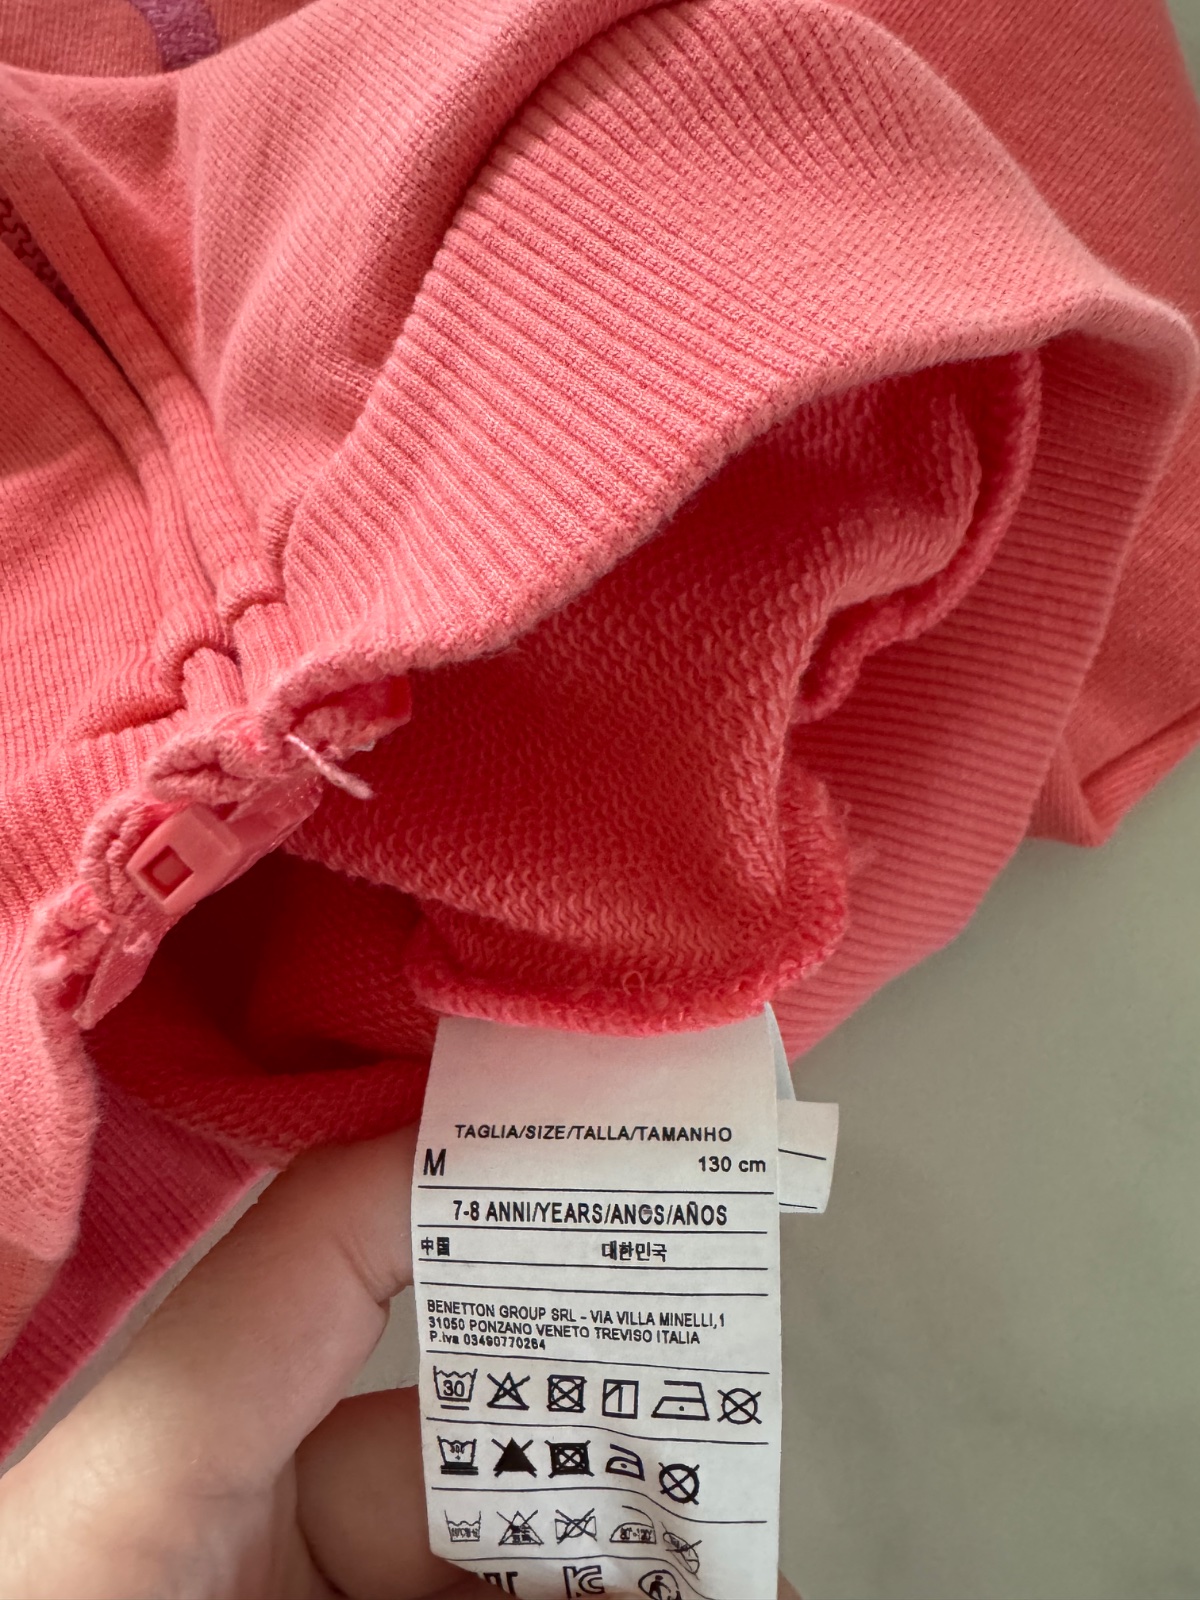 TAGLIA/SIZE/TALLA/TAMANHO
M 130 cm
7-8 ANNI/YEARS/ANOS/AÑOS
中国 대한민국
BENETTON GROUP SRL - VIA VILLA MINELLI,1
31050 PONZANO VENETO TREVISO ITALIA
P.iva 03490770264
30